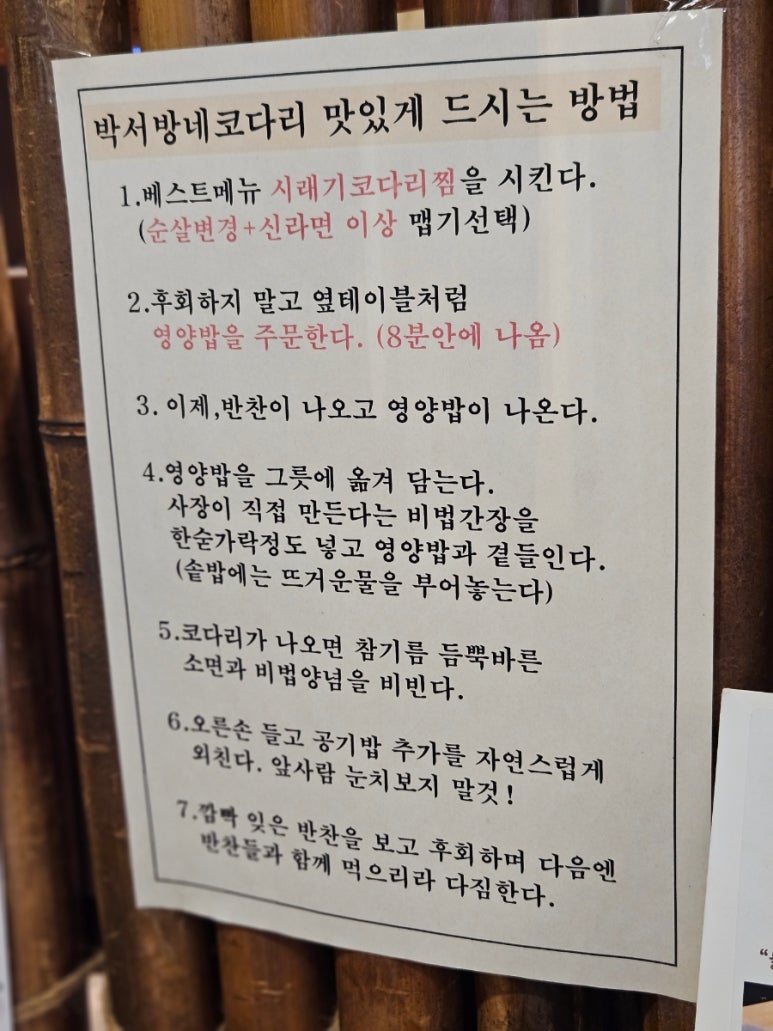 박서방네코다리 맛있게 드시는 방법
1.베스트메뉴 시래기코다리찜을 시킨다.
(순살변경+신라면 이상 맵기선택)
2.후회하지 말고 옆테이블처럼
영양밥을 주문한다. (8분안에 나옴)
3. 이제,반찬이 나오고 영양밥이 나온다.
4.영양밥을 그릇에 옮겨 담는다.
사장이 직접 만든다는 비법간장을
한숟가락정도 넣고 영양밥과 곁들인다.
(솥밥에는 뜨거운물을 부어놓는다)
5.코다리가 나오면 참기름 듬뿍바른
소면과 비법양념을 비빈다.
6.오른손 들고 공기밥 추가를 자연스럽게
외친다. 앞사람 눈치보지 말것!
7.깜빡 잊은 반찬을 보고 후회하며 다음엔
반찬들과 함께 먹으리라 다짐한다.